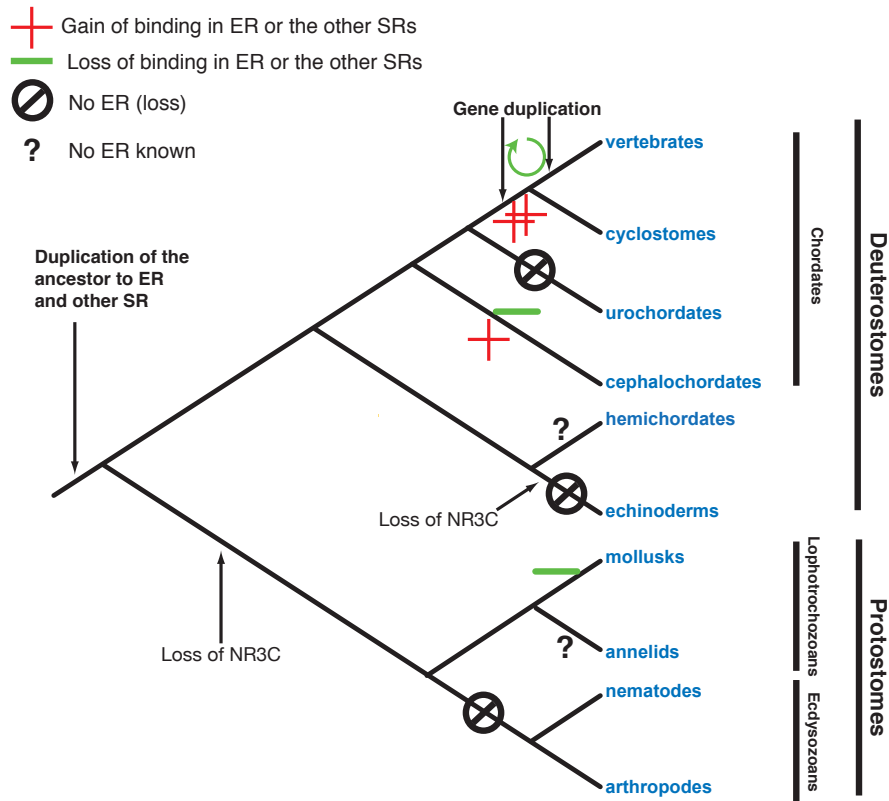 Gain of binding in ER or the other SRs
Loss of binding in ER or the other SRs
No ER (loss)
? No ER known
Gene duplication
vertebrates
cyclostomes
Duplication of the
ancestor to ER
and other SR
urochordates
cephalochordates
Chordates
hemichordates
?
echinoderms
Loss of NR3C
Deuterostomes
mollusks
?
annelids
Lophotrochozoans
Loss of NR3C
nematodes
arthropodes
Ecdysozoans
Protostomes